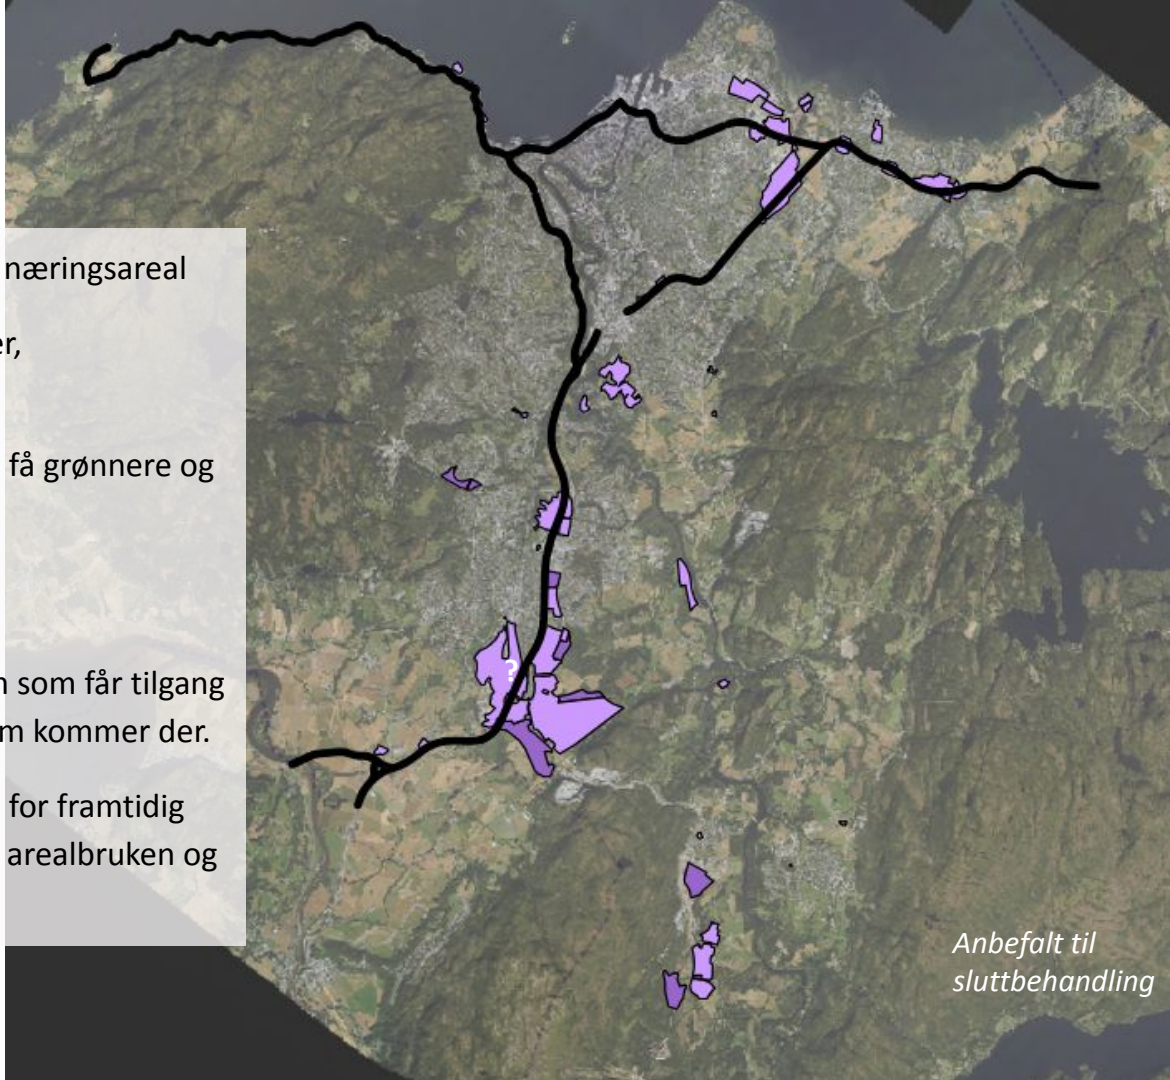 næringsareal
er,
få grønnere og
n som får tilgang
m kommer der.
for framtidig
arealbruken og
?
Anbefalt til
sluttbehandling